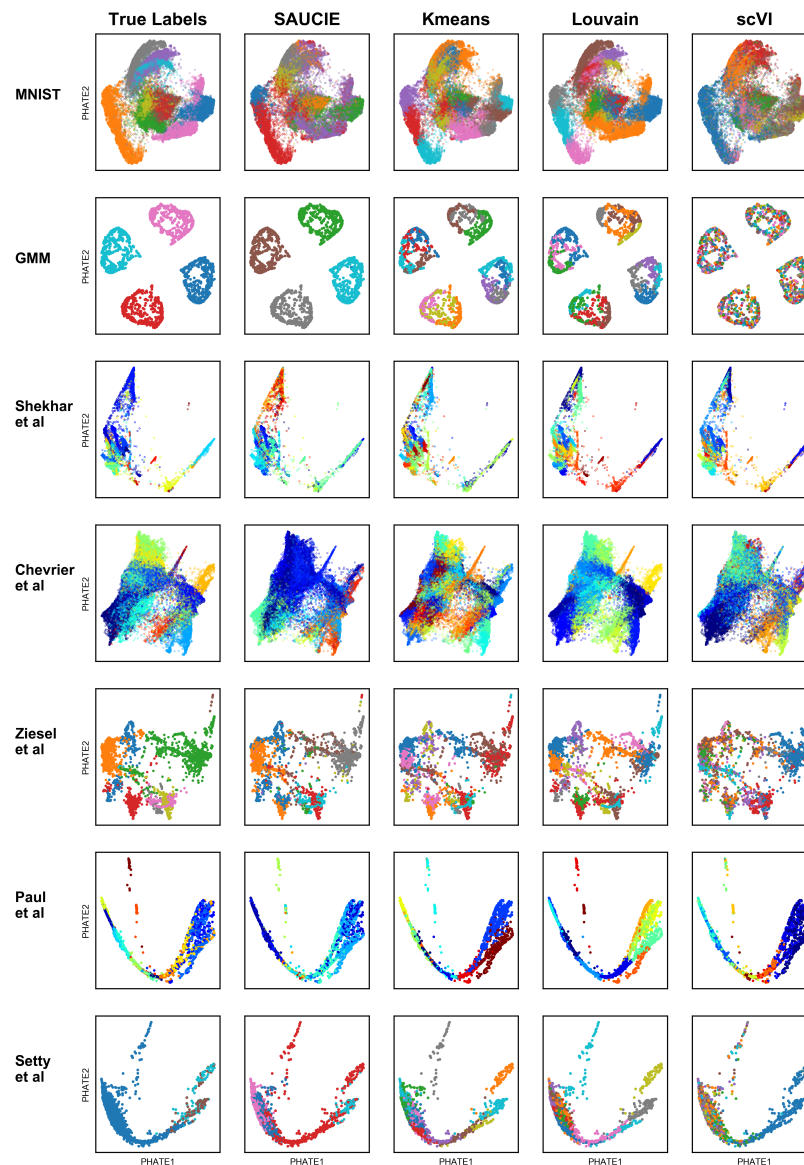 True Labels SAUCIE Kmeans Louvain scVI
MNIST
PHATE2
GMM
PHATE2
Shekhar
et al
PHATE2
Chevrier
et al
PHATE2
Ziesel
et al
PHATE2
Paul
et al
PHATE2
Setty
et al
PHATE2
PHATE1 PHATE1 PHATE1 PHATE1 PHATE1